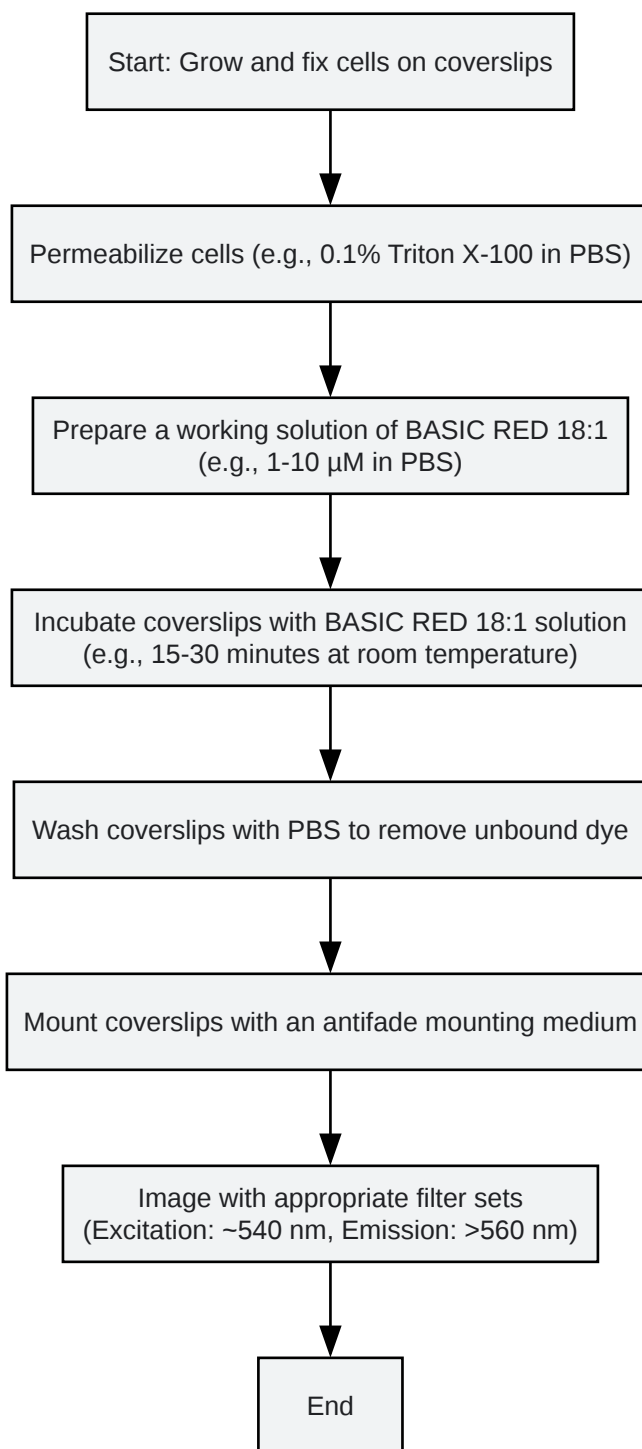 Start: Grow and fix cells on coverslips
Permeabilize cells (e.g., 0.1% Triton X-100 in PBS)
Prepare a working solution of BASIC RED 18:1
(e.g., 1-10 µM in PBS)
Incubate coverslips with BASIC RED 18:1 solution
(e.g., 15-30 minutes at room temperature)
Wash coverslips with PBS to remove unbound dye
Mount coverslips with an antifade mounting medium
Image with appropriate filter sets
(Excitation: ~540 nm, Emission: >560 nm)
End